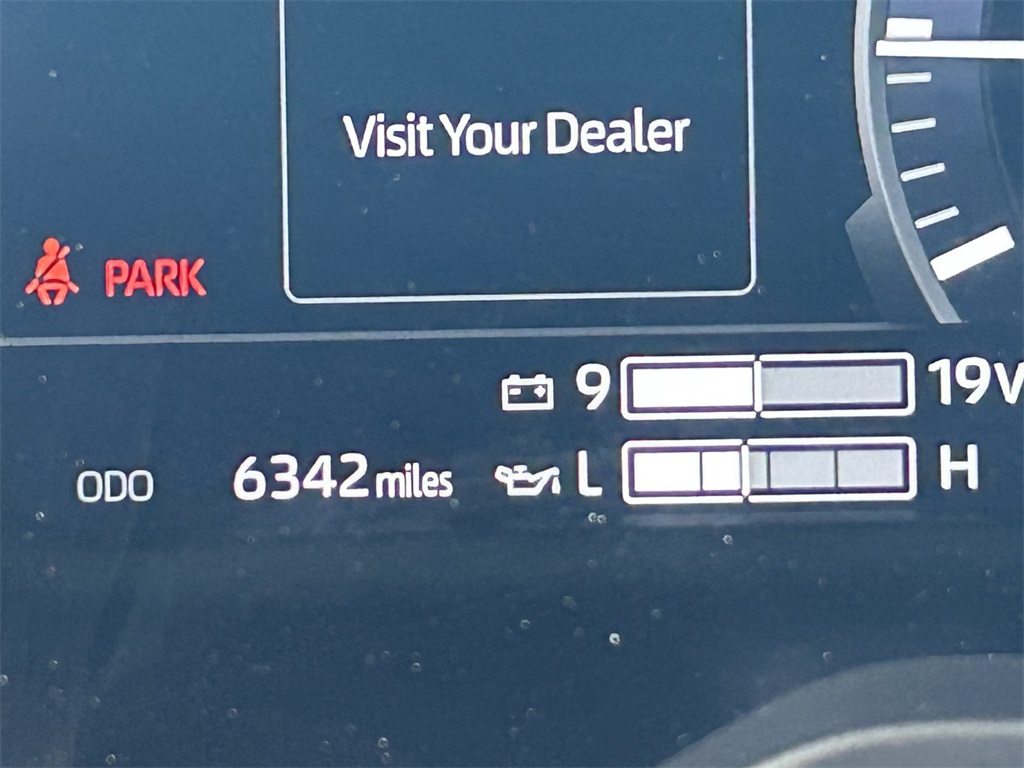 Visit Your Dealer
PARK
9 19V
ODO 6342 miles L H